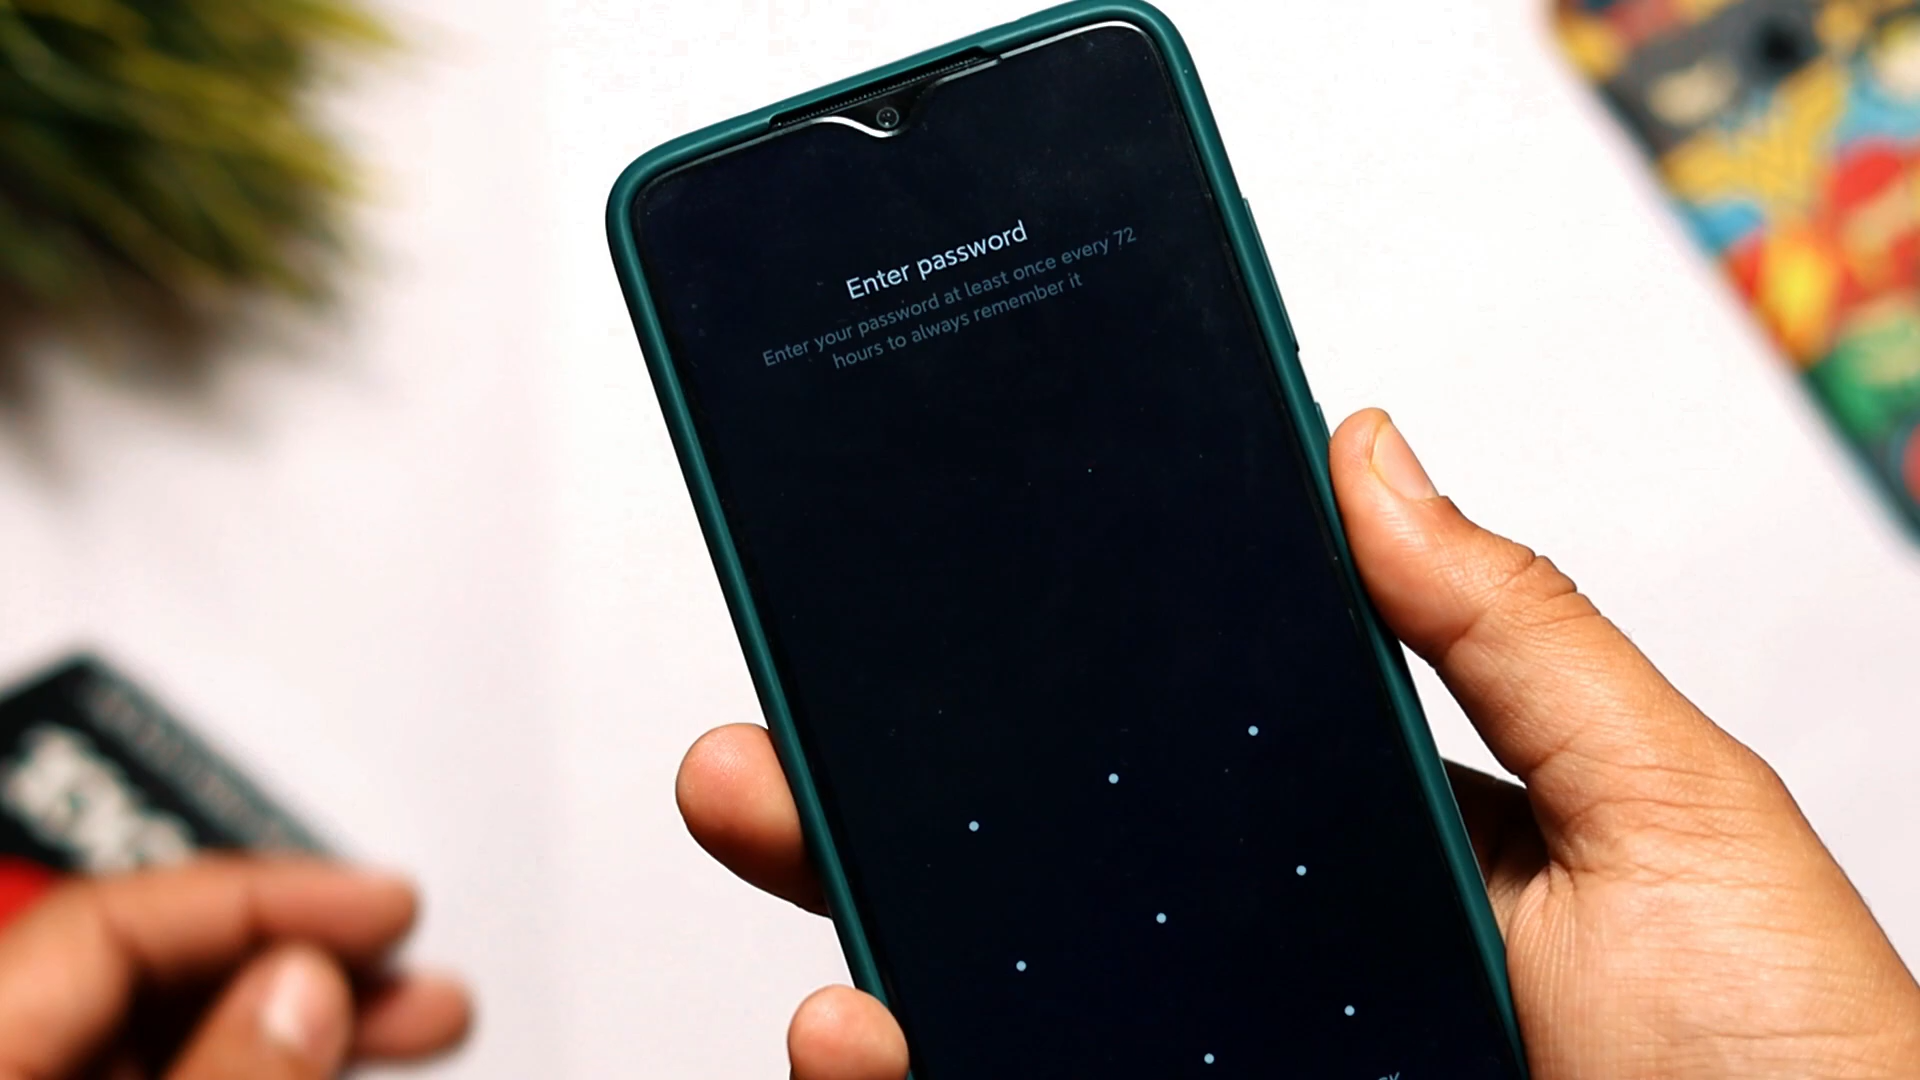 Enter password
Enter your password at least once every 72
hours to always remember it